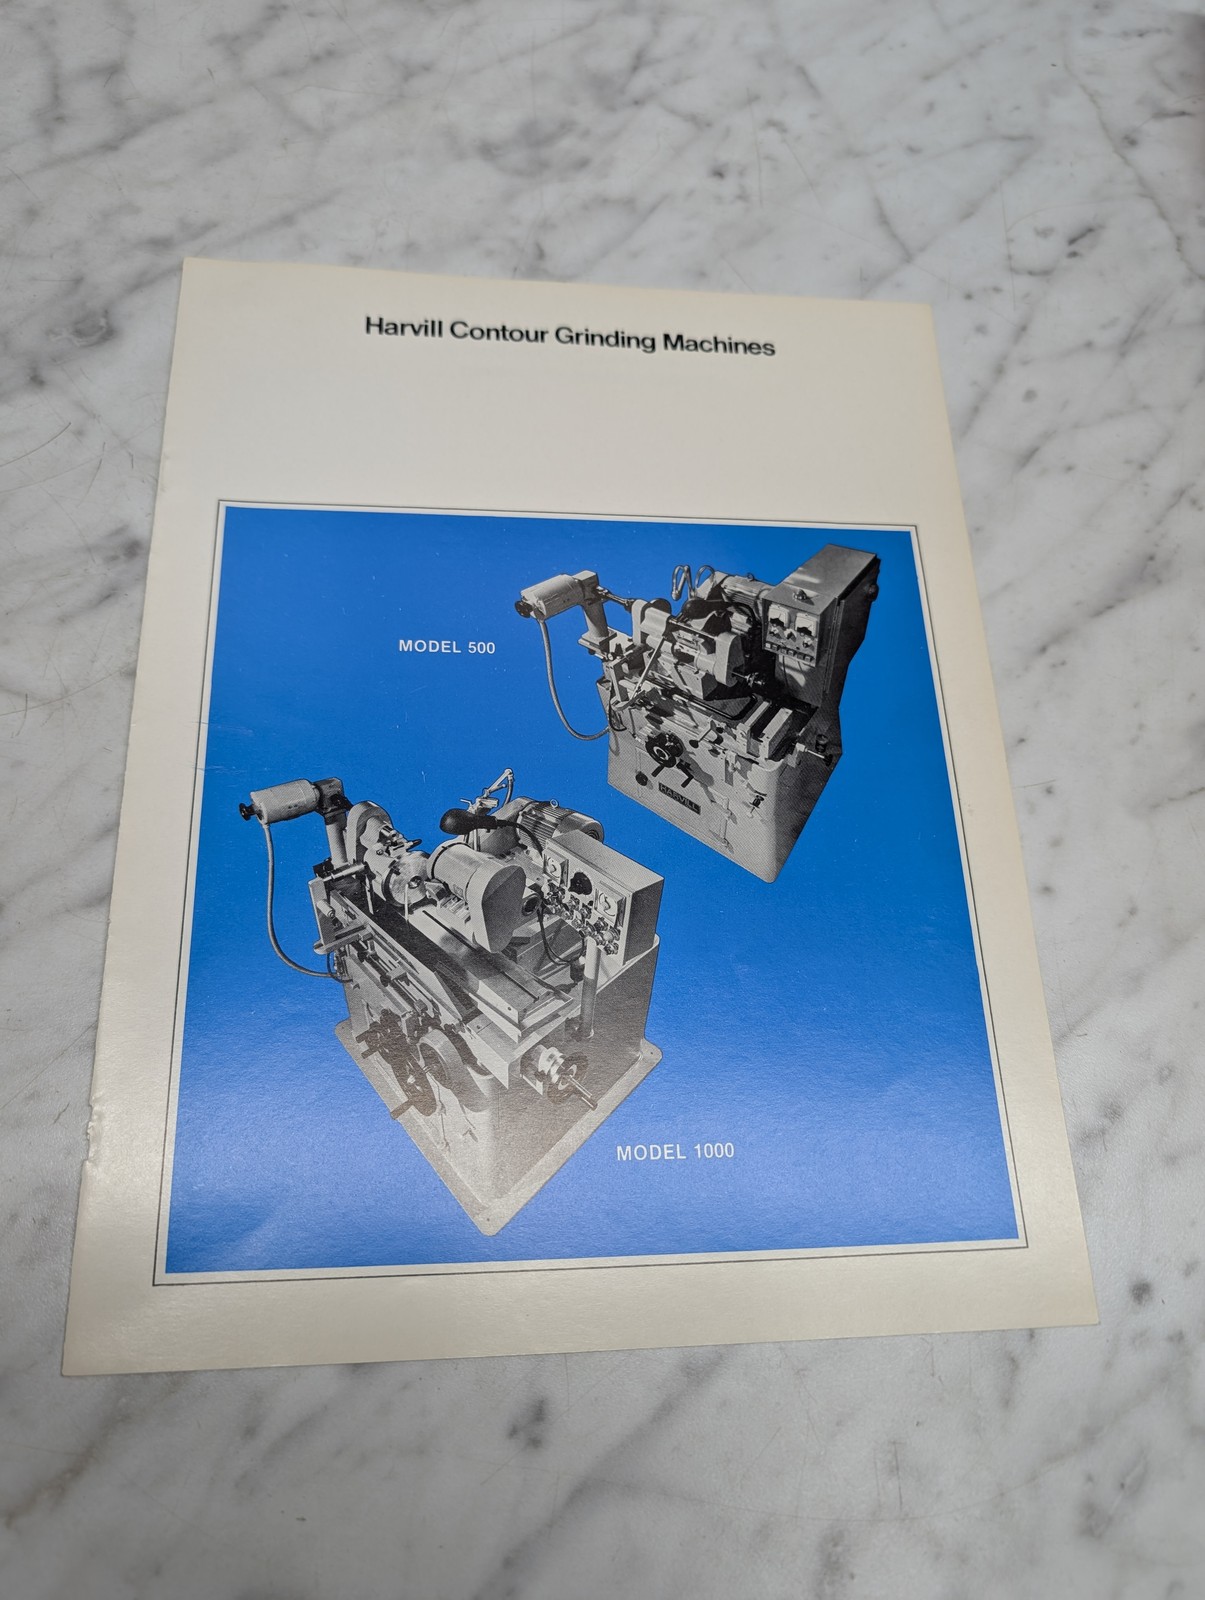 Harvill Contour Grinding Machines
MODEL 500
HARVILL
MODEL 1000